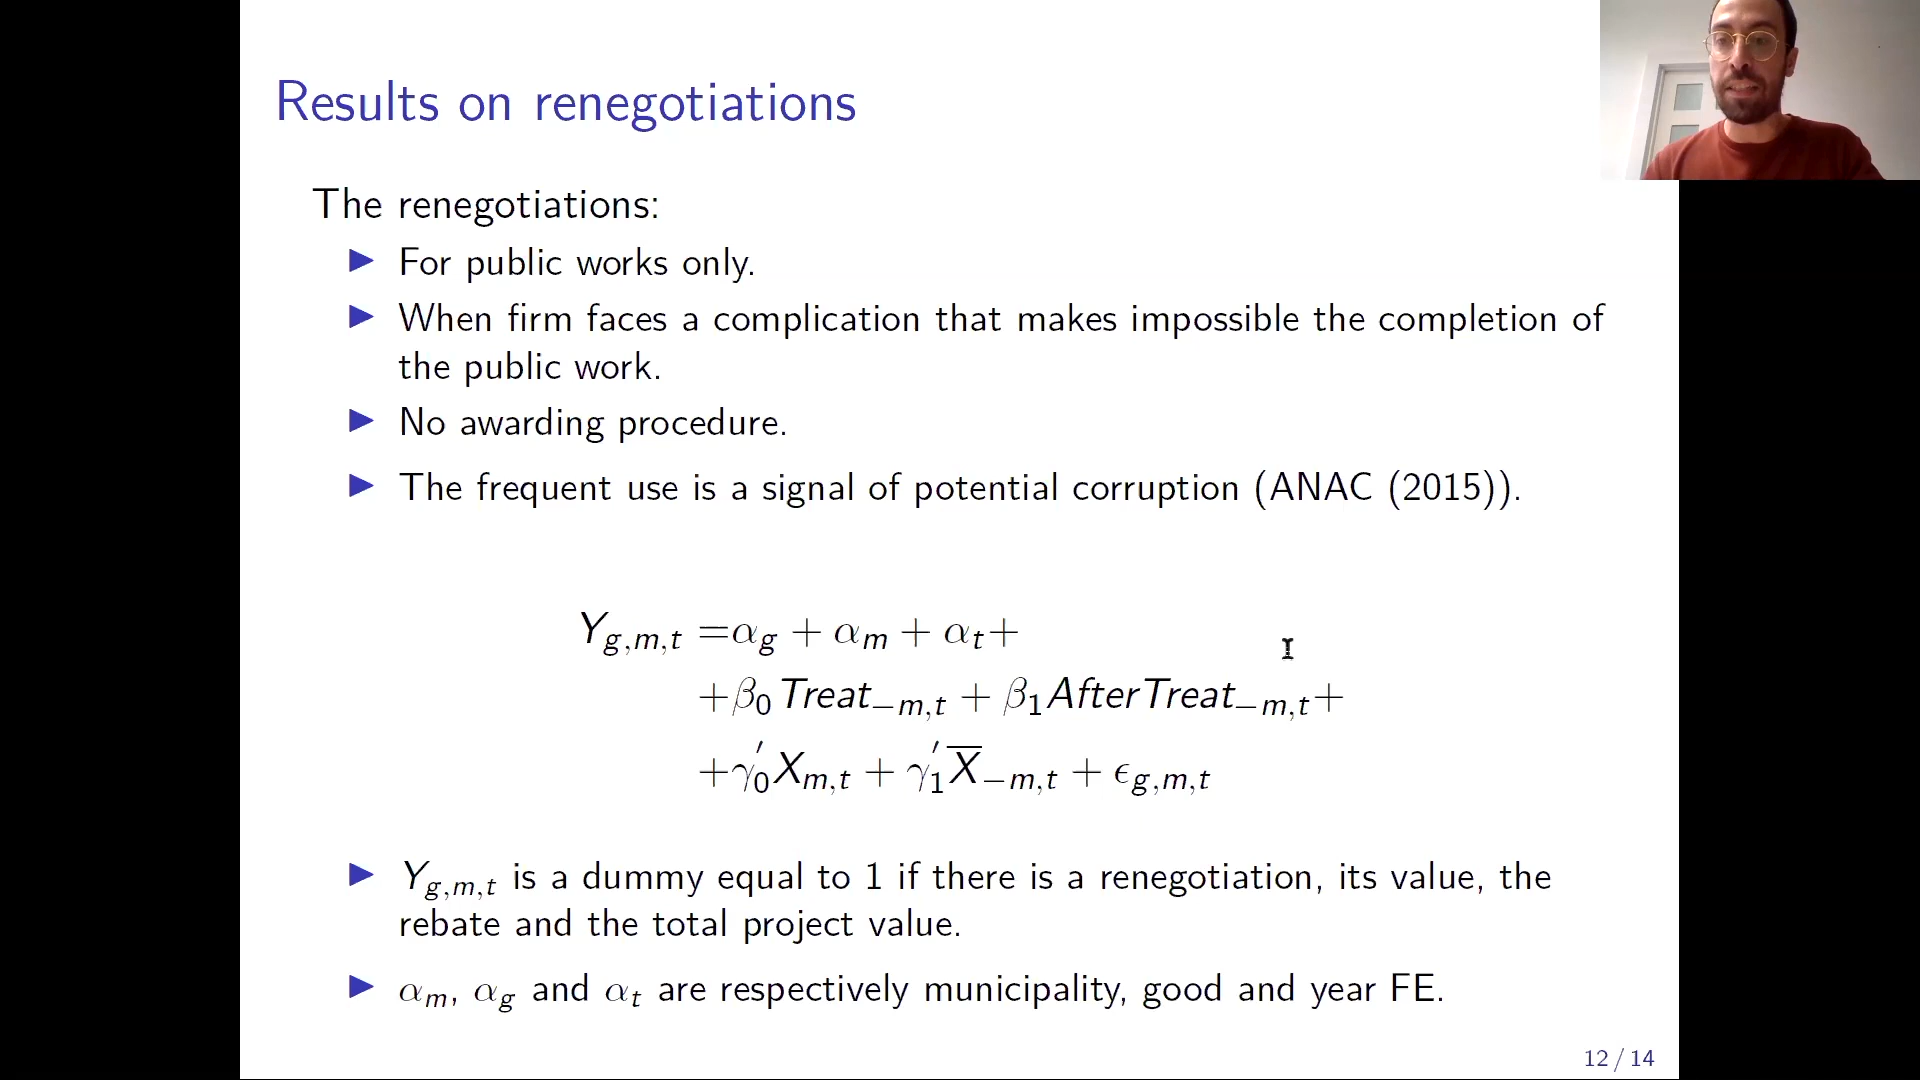 Results on renegotiations
The renegotiations:
▶ For public works only.
▶ When firm faces a complication that makes impossible the completion of
the public work.
▶ No awarding procedure.
▶ The frequent use is a signal of potential corruption (ANAC (2015)).
Y_{g,m,t} =α_g + α_m + α_t+
+β_0 Treat_{−m,t} + β_1 AfterTreat_{−m,t}+
+γ_0' X_{m,t} + γ_1' \overline{X}_{−m,t} + ϵ_{g,m,t}
▶ Y_{g,m,t} is a dummy equal to 1 if there is a renegotiation, its value, the
rebate and the total project value.
▶ α_m, α_g and α_t are respectively municipality, good and year FE.
12 / 14